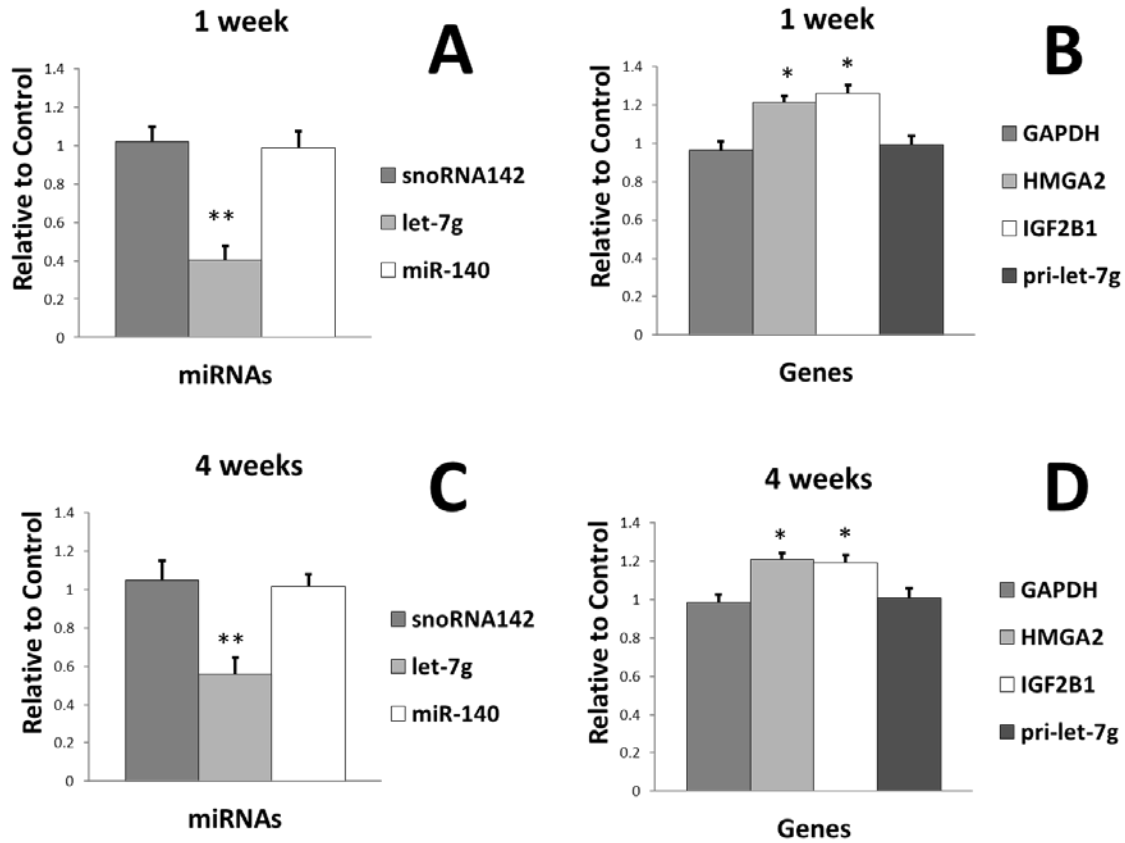 1 week
A
Relative to Control
1.4
1.2
1
0.8
0.6
0.4
0.2
0
**
miRNAs
snoRNA142
let-7g
miR-140
1 week
B
Relative to Control
1.4
1.2
1
0.8
0.6
0.4
0.2
0
* *
Genes
GAPDH
HMGA2
IGF2B1
pri-let-7g
4 weeks
C
Relative to Control
1.4
1.2
1
0.8
0.6
0.4
0.2
0
**
miRNAs
snoRNA142
let-7g
miR-140
4 weeks
D
Relative to Control
1.4
1.2
1
0.8
0.6
0.4
0.2
0
* *
Genes
GAPDH
HMGA2
IGF2B1
pri-let-7g